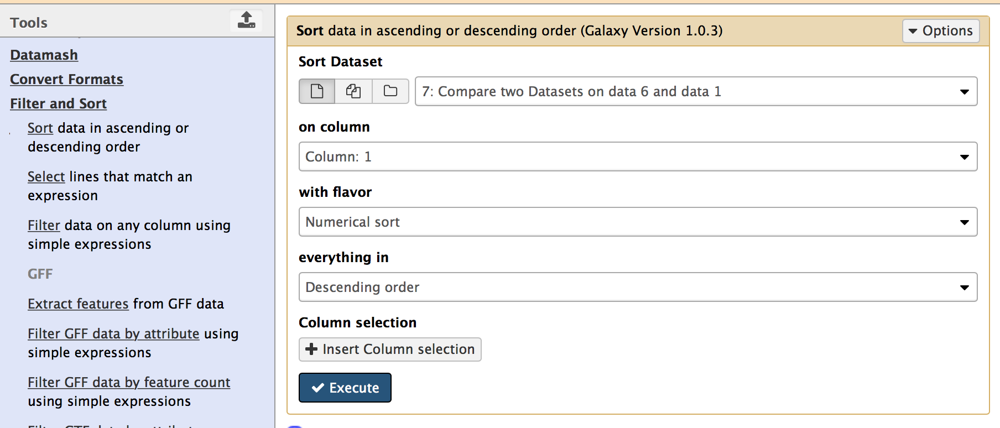 Tools
Datamash
Convert Formats
Filter and Sort
Sort data in ascending or
descending order
Select lines that match an
expression
Filter data on any column using
simple expressions
GFF
Extract features from GFF data
Filter GFF data by attribute using
simple expressions
Filter GFF data by feature count
using simple expressions
Sort data in ascending or descending order (Galaxy Version 1.0.3)
Options
Sort Dataset
7: Compare two Datasets on data 6 and data 1
on column
Column: 1
with flavor
Numerical sort
everything in
Descending order
Column selection
Insert Column selection
Execute